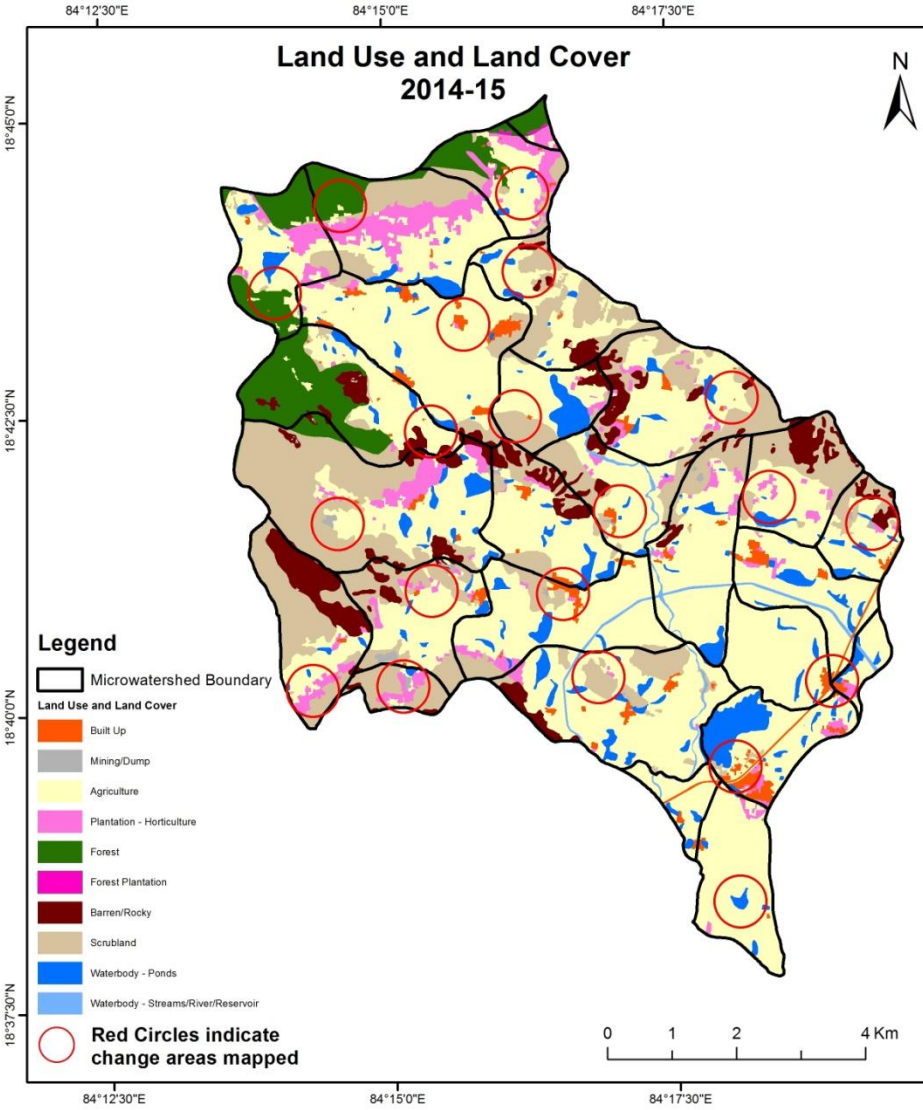 84°12'30"E 84°15'0"E 84°17'30"E
Land Use and Land Cover
2014-15
N
18°45'0"N
18°42'30"N
18°40'0"N
18°37'30"N
Legend
Microwatershed Boundary
Land Use and Land Cover
Built Up
Mining/Dump
Agriculture
Plantation - Horticulture
Forest
Forest Plantation
Barren/Rocky
Scrubland
Waterbody - Ponds
Waterbody - Streams/River/Reservoir
Red Circles indicate
change areas mapped
0 1 2 4 Km
84°12'30"E 84°15'0"E 84°17'30"E